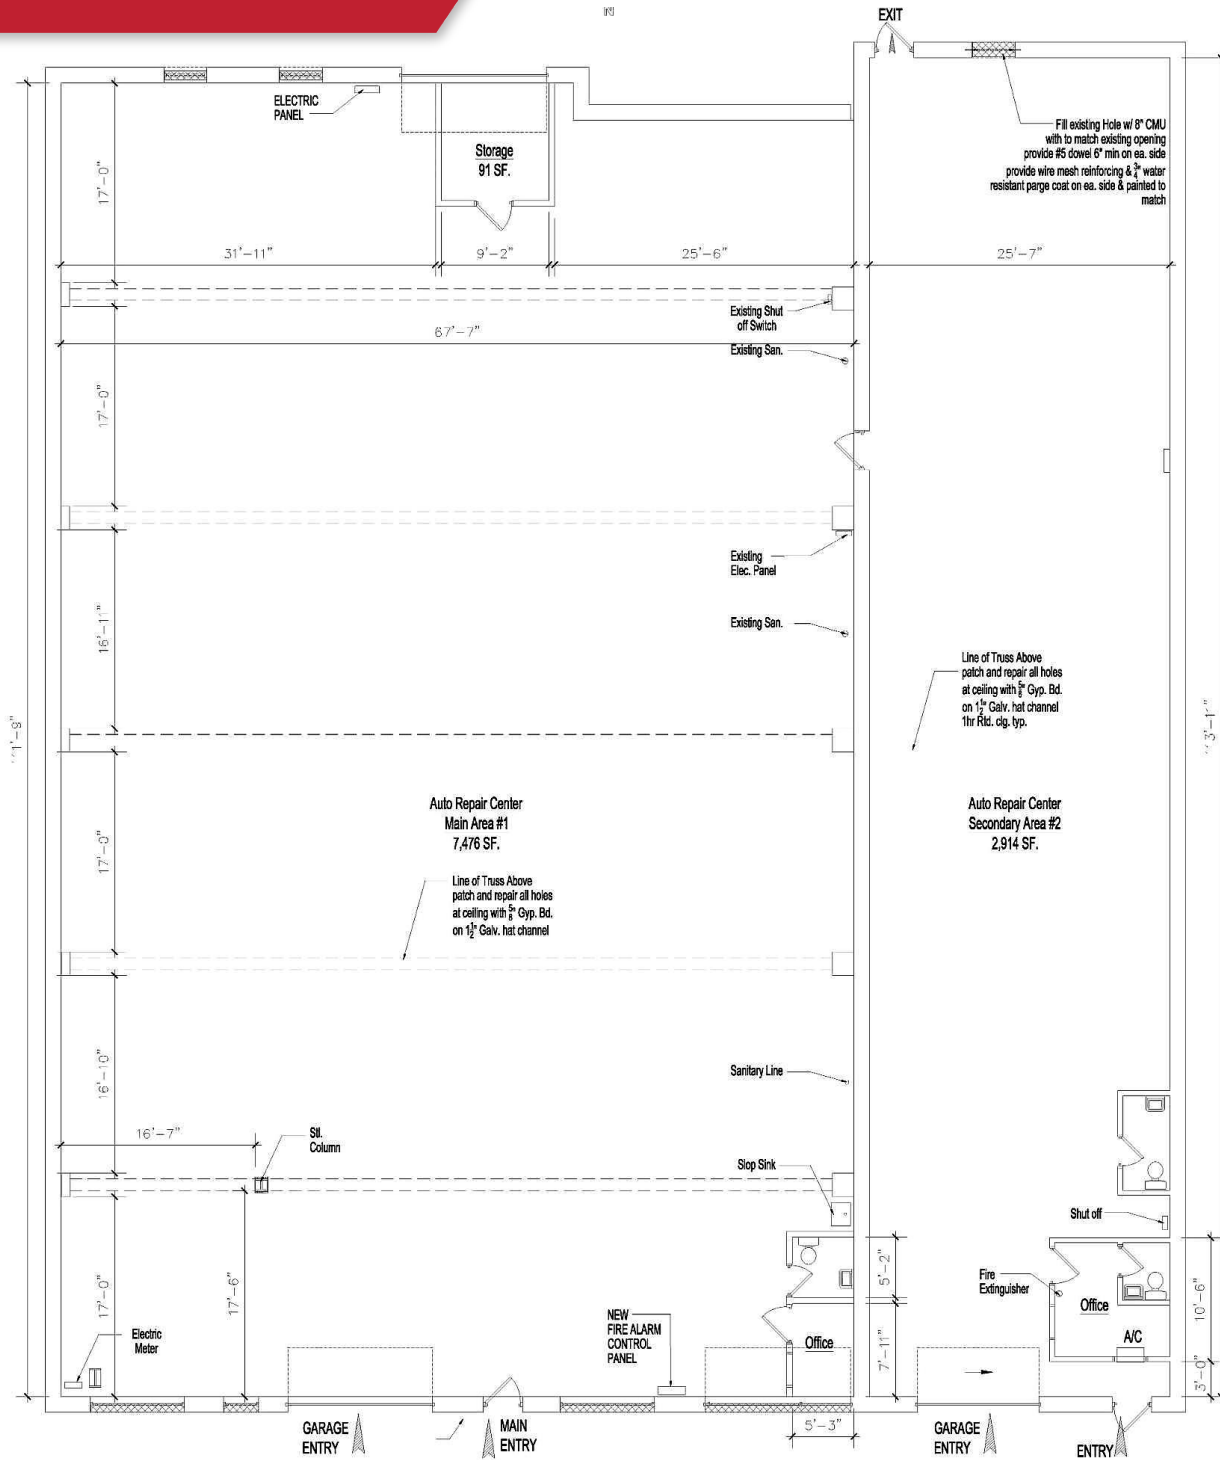 EXIT
ELECTRIC
PANEL
Storage
91 SF.
Fill existing Hole w/ 8" CMU
with to match existing opening
provide #5 dowel 6" min on ea. side
provide wire mesh reinforcing & 3/4" water
resistant parge coat on ea. side & painted to
match
17'-0"
31'-11"
9'-2"
25'-6"
25'-7"
Existing Shut
off Switch
67'-7"
Existing San.
17'-0"
Existing
Elec. Panel
16'-11"
Existing San.
Line of Truss Above
patch and repair all holes
at ceiling with 5/8" Gyp. Bd.
on 1 1/2" Galv. hat channel
1hr Rtd. clg. typ.
Auto Repair Center
Main Area #1
7,476 SF.
Auto Repair Center
Secondary Area #2
2,914 SF.
17'-0"
Line of Truss Above
patch and repair all holes
at ceiling with 5/8" Gyp. Bd.
on 1 1/2" Galv. hat channel
16'-10"
Sanitary Line
16'-7"
Stl.
Column
Slop Sink
Shut off
17'-0"
17'-6"
5'-2"
Fire
Extinguisher
Office
10'-6"
A/C
Electric
Meter
NEW
FIRE ALARM
CONTROL
PANEL
Office
7'-11"
3'-0"
5'-3"
GARAGE
ENTRY
MAIN
ENTRY
GARAGE
ENTRY
ENTRY